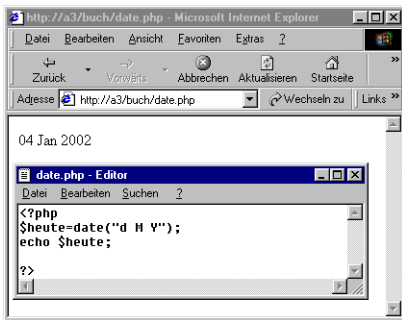 http://a3/buch/date.php - Microsoft Internet Explorer
Datei Bearbeiten Ansicht Favoriten Extras ?
Zurück Vorwärts Abbrechen Aktualisieren Startseite »
Adresse http://a3/buch/date.php Wechseln zu Links »
04 Jan 2002
date.php - Editor
Datei Bearbeiten Suchen ?
<?php
$heute=date("d M Y");
echo $heute;
?>